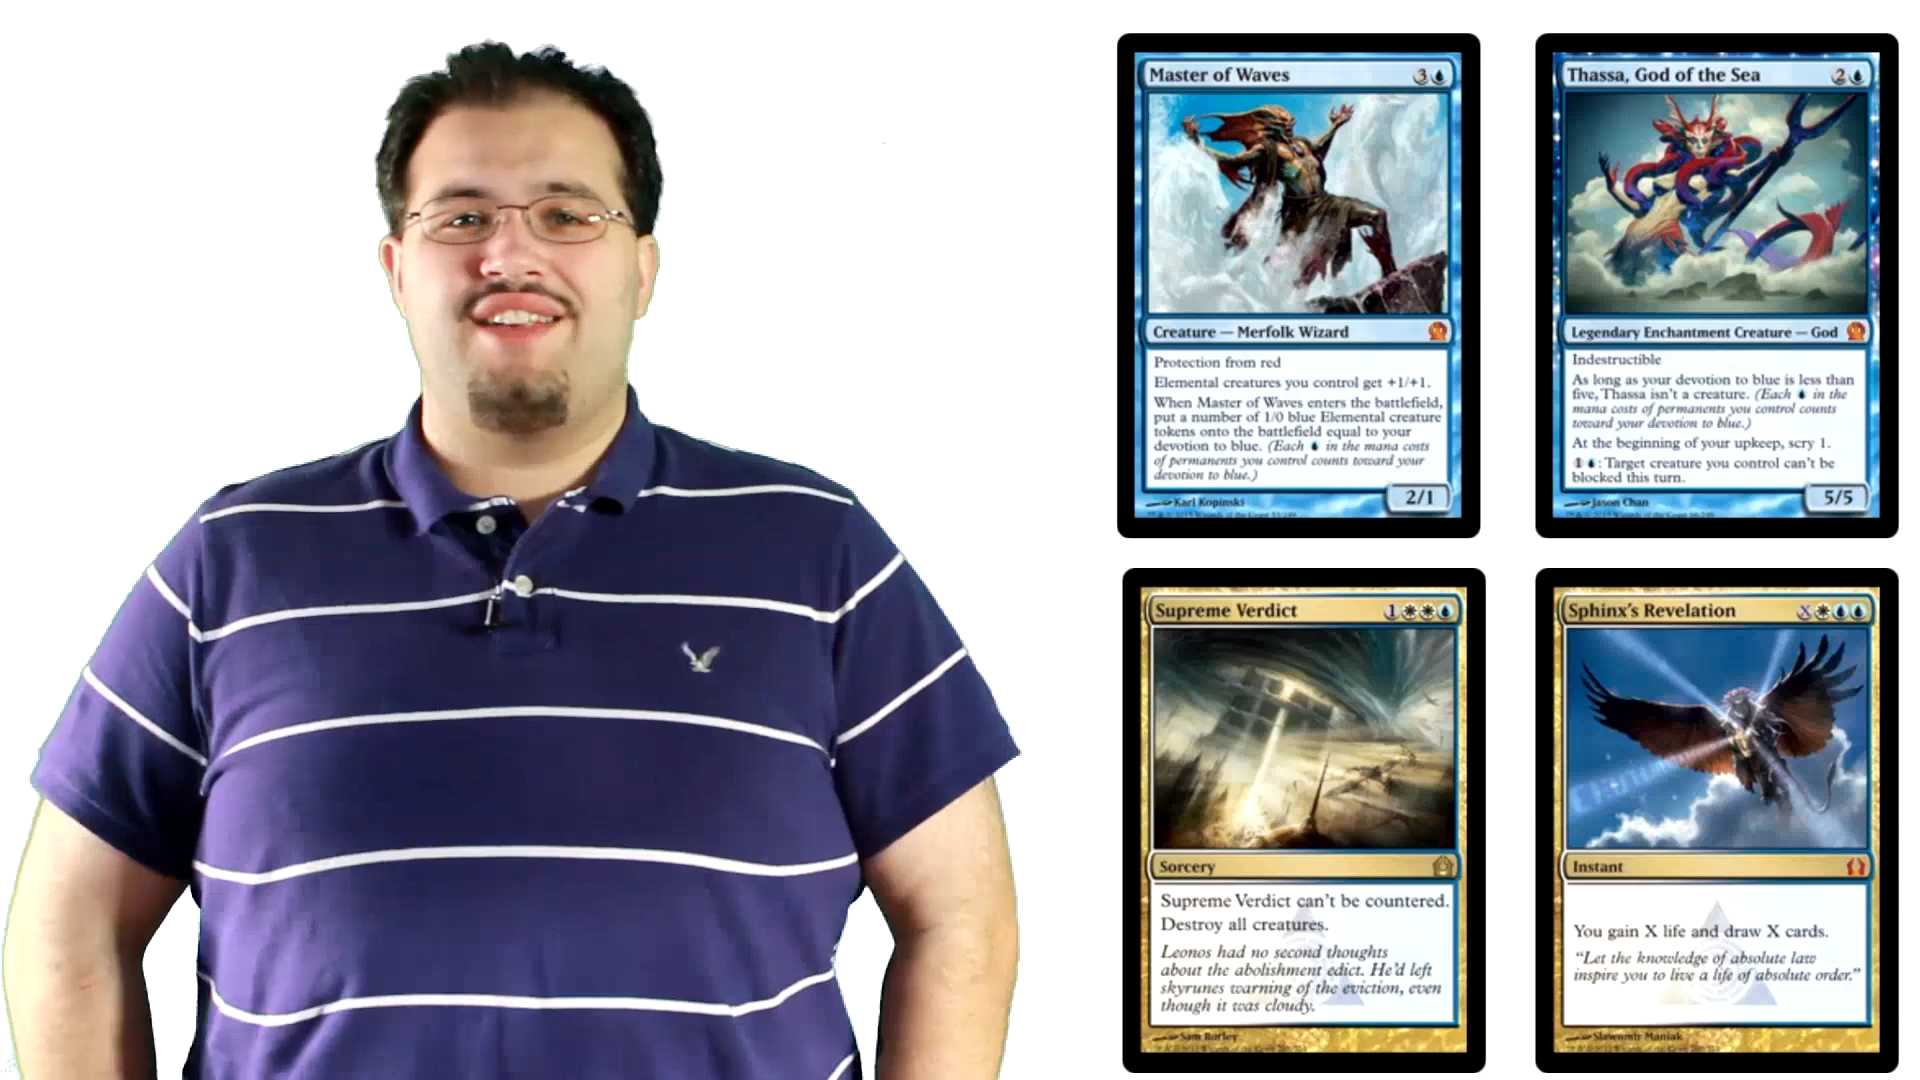 Master of Waves 3
Creature — Merfolk Wizard
Protection from red
Elemental creatures you control get +1/+1.
When Master of Waves enters the battlefield,
put a number of 1/0 blue Elemental creature
tokens onto the battlefield equal to your
devotion to blue. (Each in the mana costs
of permanents you control counts toward your
devotion to blue.)
Karl Kopinski
2/1
Thassa, God of the Sea 2
Legendary Enchantment Creature — God
Indestructible
As long as your devotion to blue is less than
five, Thassa isn't a creature. (Each in the
mana costs of permanents you control counts
toward your devotion to blue.)
At the beginning of your upkeep, scry 1.
1 : Target creature you control can't be
blocked this turn.
Jason Chan
5/5
Supreme Verdict 1
Sorcery
Supreme Verdict can't be countered.
Destroy all creatures.
Leonos had no second thoughts
about the abolishment edict. He'd left
skyrunes warning of the eviction, even
though it was cloudy.
Sam Burley
Sphinx's Revelation X
Instant
You gain X life and draw X cards.
"Let the knowledge of absolute law
inspire you to live a life of absolute order."
Slawomir Maniak